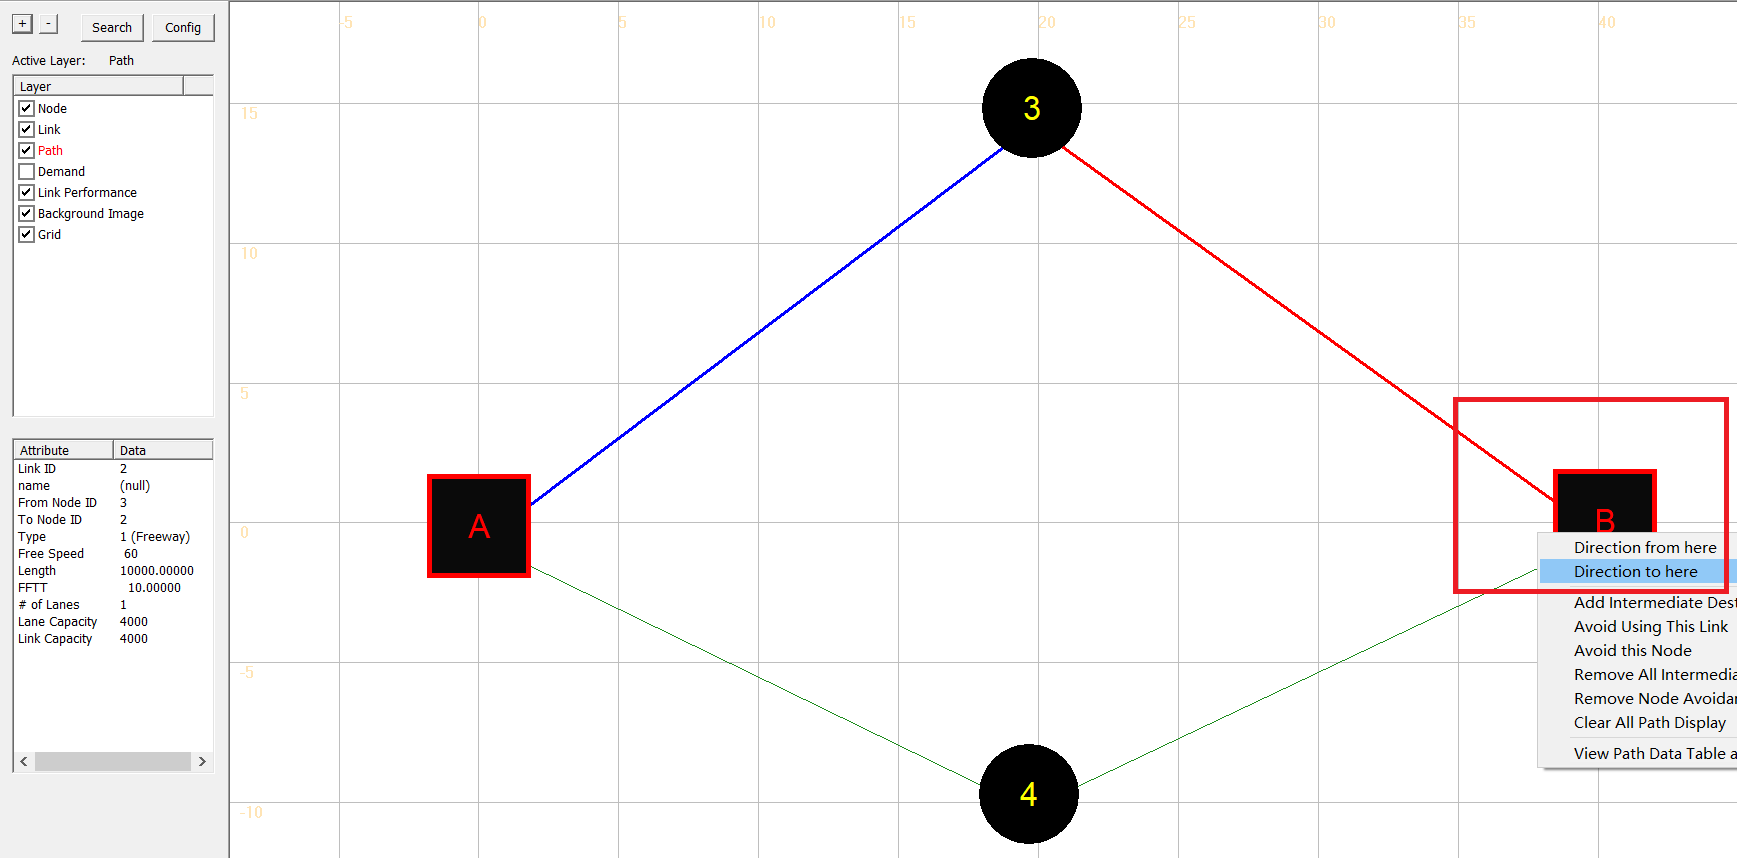 + - Search Config
Active Layer: Path
Layer
Node
Link
Path
Demand
Link Performance
Background Image
Grid
Attribute Data
Link ID 2
name (null)
From Node ID 3
To Node ID 2
Type 1 (Freeway)
Free Speed 60
Length 10000.00000
FFTT 10.00000
# of Lanes 1
Lane Capacity 4000
Link Capacity 4000
-5 0 5 10 15 20 25 30 35 40
15
10
5
0
-5
-10
3
A
B
4
Direction from here
Direction to here
Add Intermediate Dest
Avoid Using This Link
Avoid this Node
Remove All Intermedia
Remove Node Avoida
Clear All Path Display
View Path Data Table a